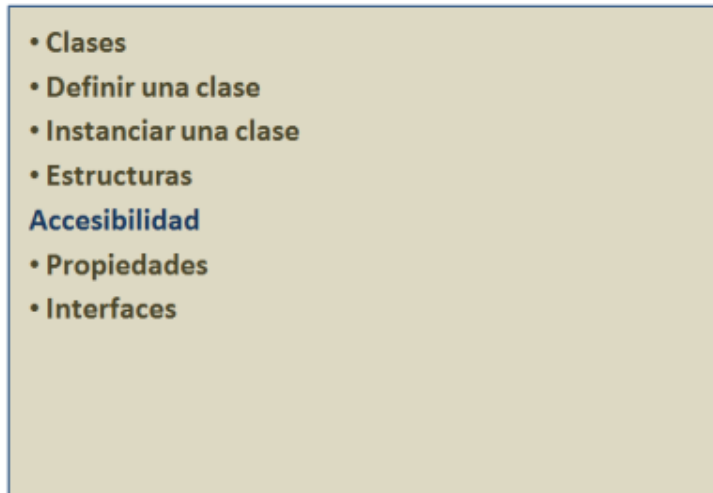 • Clases
• Definir una clase
• Instanciar una clase
• Estructuras
Accesibilidad
• Propiedades
• Interfaces